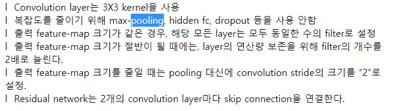 l Convolution layer는 3X3 kernel을 사용
l 복잡도를 줄이기 위해 max-pooling, hidden fc, dropout 등을 사용 안함
l 출력 feature-map 크기가 같은 경우, 해당 모든 layer는 모두 동일한 수의 filter로 설정
l 출력 feature-map 크기가 절반이 될 때에는, layer의 연산량 보존을 위해 filter의 개수를
2배로 늘린다.
l 출력 feature-map 크기를 줄일 때는 pooling 대신에 convolution stride의 크기를 "2"로
설정.
l Residual network는 2개의 convolution layer마다 skip connection을 연결한다.